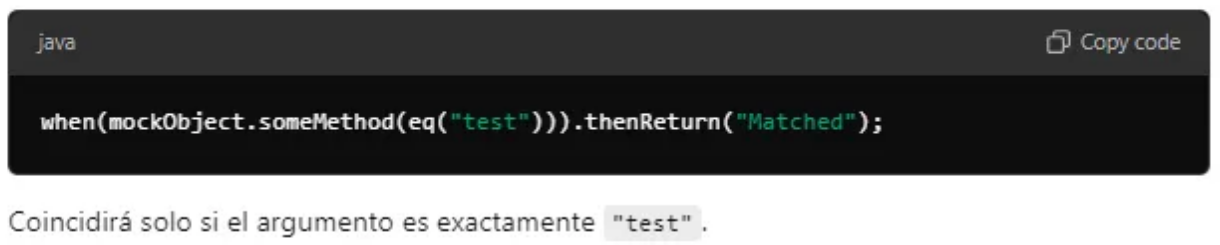 java
Copy code
when(mockObject.someMethod(eq("test"))).thenReturn("Matched");
Coincidirá solo si el argumento es exactamente "test".